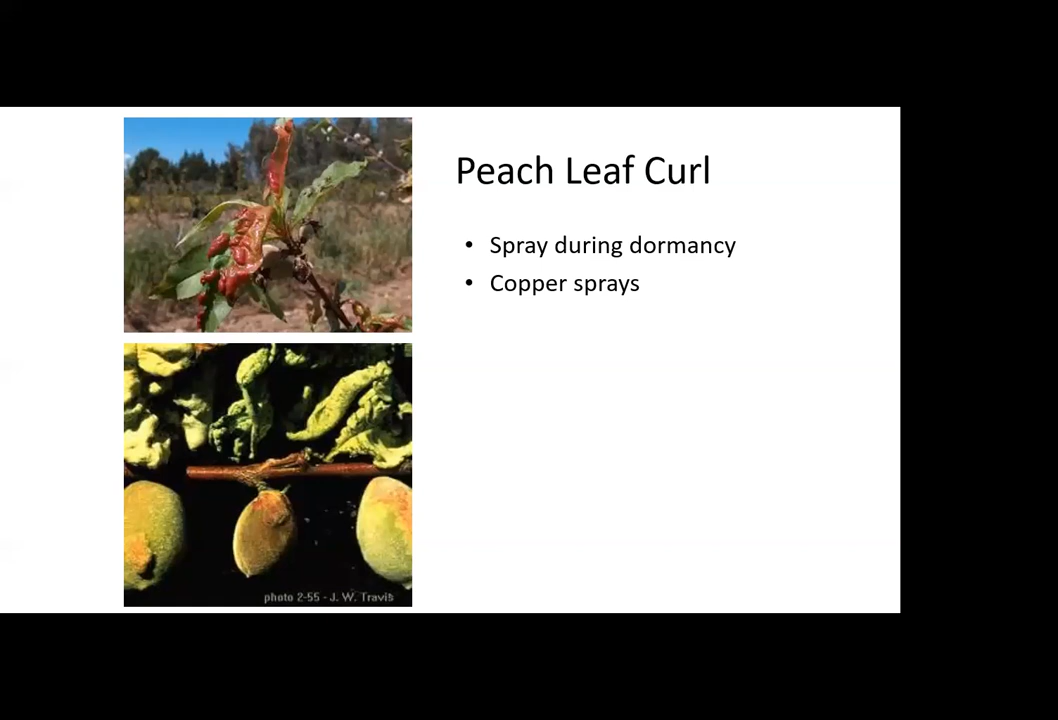 Peach Leaf Curl
• Spray during dormancy
• Copper sprays
photo 2-55 - J. W. Travis